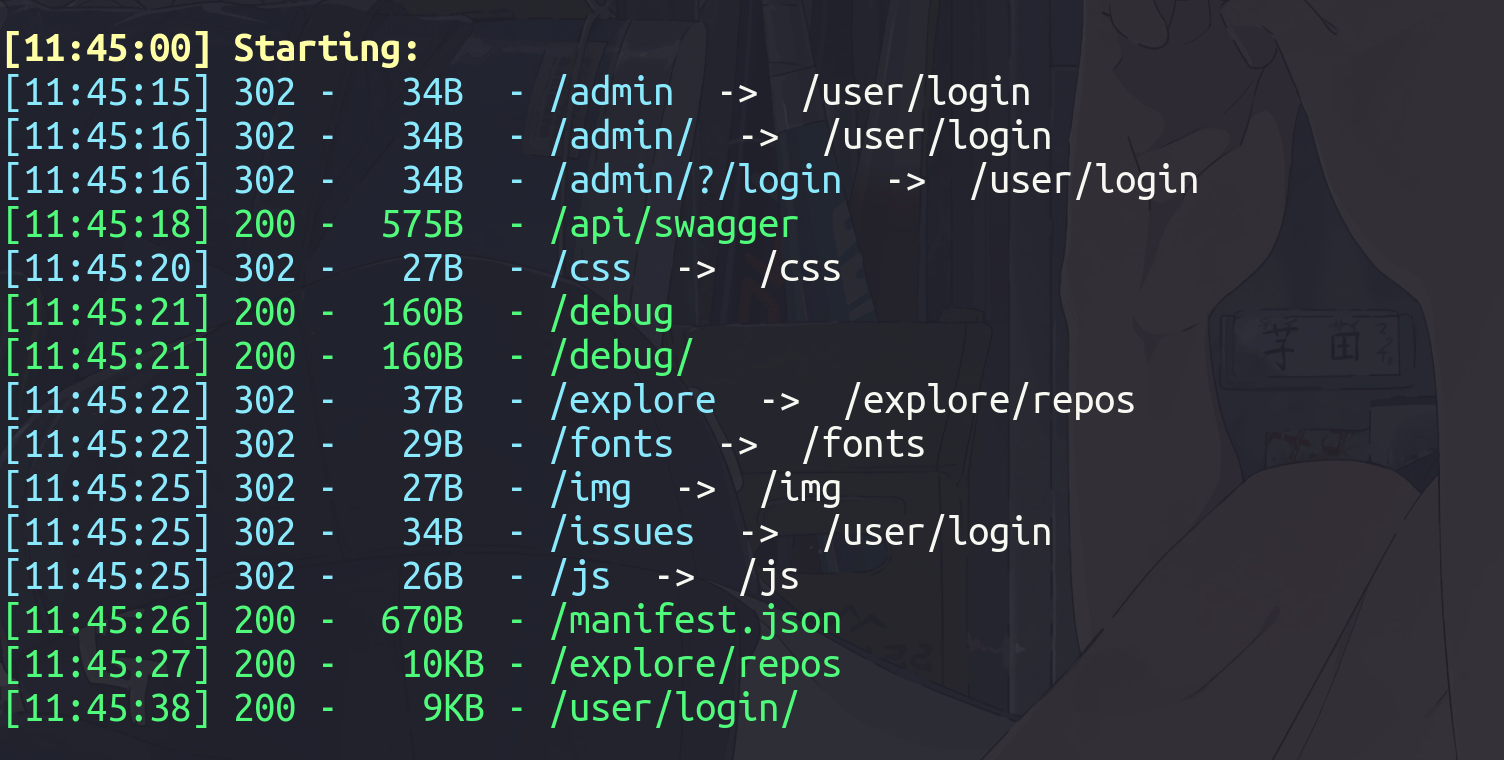 [11:45:00] Starting:
[11:45:15] 302 -   34B  - /admin  ->  /user/login
[11:45:16] 302 -   34B  - /admin/  ->  /user/login
[11:45:16] 302 -   34B  - /admin/?/login  ->  /user/login
[11:45:18] 200 -  575B  - /api/swagger
[11:45:20] 302 -   27B  - /css  ->  /css
[11:45:21] 200 -  160B  - /debug
[11:45:21] 200 -  160B  - /debug/
[11:45:22] 302 -   37B  - /explore  ->  /explore/repos
[11:45:22] 302 -   29B  - /fonts  ->  /fonts
[11:45:25] 302 -   27B  - /img  ->  /img
[11:45:25] 302 -   34B  - /issues  ->  /user/login
[11:45:25] 302 -   26B  - /js  ->  /js
[11:45:26] 200 -  670B  - /manifest.json
[11:45:27] 200 -   10KB - /explore/repos
[11:45:38] 200 -    9KB - /user/login/